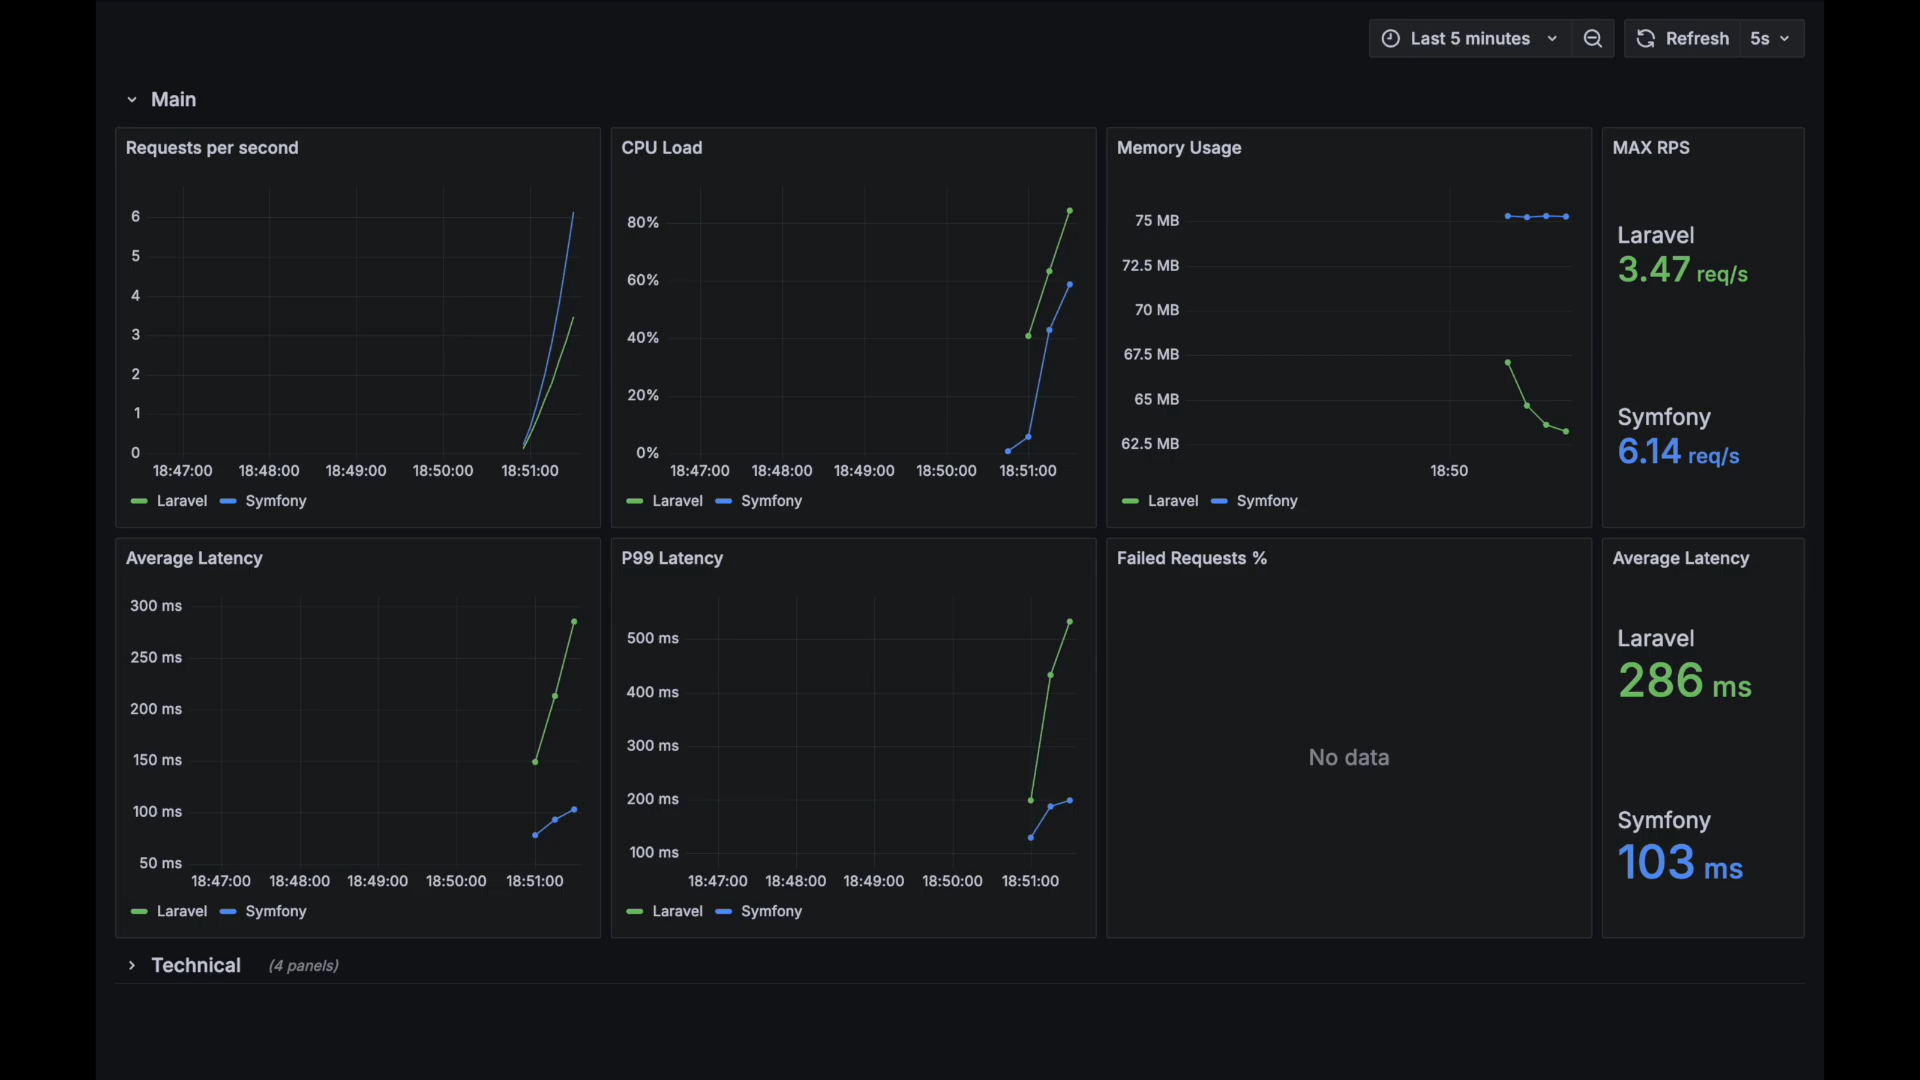 Last 5 minutes
Refresh
5s
Main
Requests per second
6
5
4
3
2
1
0
18:47:00 18:48:00 18:49:00 18:50:00 18:51:00
Laravel Symfony
CPU Load
80%
60%
40%
20%
0%
18:47:00 18:48:00 18:49:00 18:50:00 18:51:00
Laravel Symfony
Memory Usage
75 MB
72.5 MB
70 MB
67.5 MB
65 MB
62.5 MB
18:50
Laravel Symfony
MAX RPS
Laravel
3.47 req/s
Symfony
6.14 req/s
Average Latency
300 ms
250 ms
200 ms
150 ms
100 ms
50 ms
18:47:00 18:48:00 18:49:00 18:50:00 18:51:00
Laravel Symfony
P99 Latency
500 ms
400 ms
300 ms
200 ms
100 ms
18:47:00 18:48:00 18:49:00 18:50:00 18:51:00
Laravel Symfony
Failed Requests %
No data
Average Latency
Laravel
286 ms
Symfony
103 ms
Technical (4 panels)